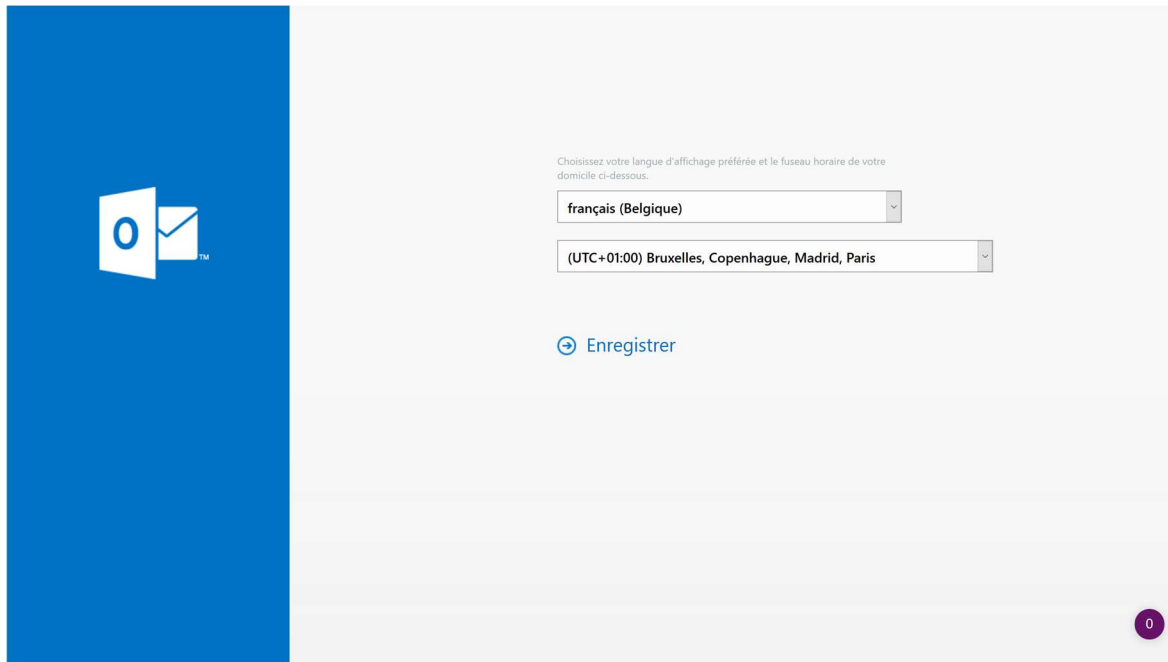 Choisissez votre langue d'affichage préférée et le fuseau horaire de votre
domicile ci-dessous.
français (Belgique)
O
TM
(UTC+01:00) Bruxelles, Copenhague, Madrid, Paris
Enregistrer
0